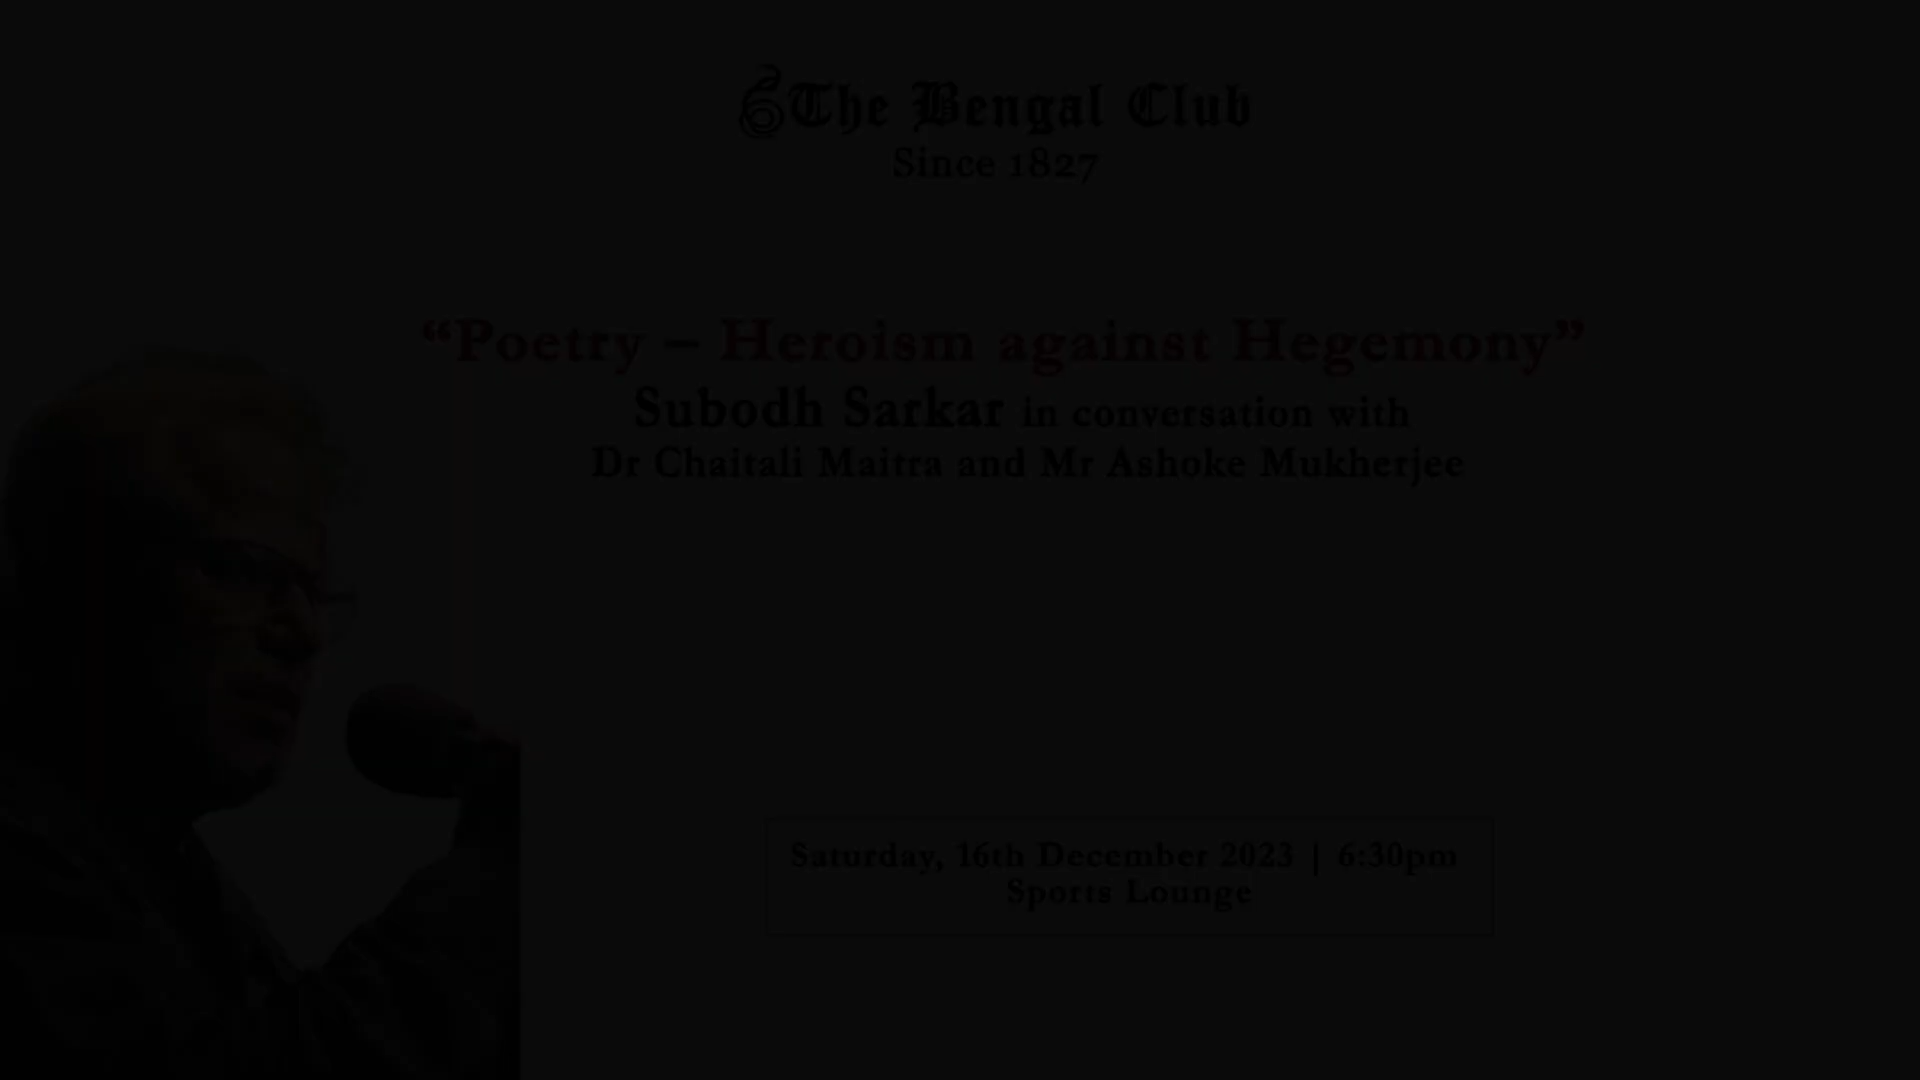 The Bengal Club
Since 1827
“Poetry – Heroism against Hegemony”
Subodh Sarkar in conversation with
Dr Chaitali Maitra and Mr Ashoke Mukherjee
Saturday, 16th December 2023 | 6:30pm
Sports Lounge